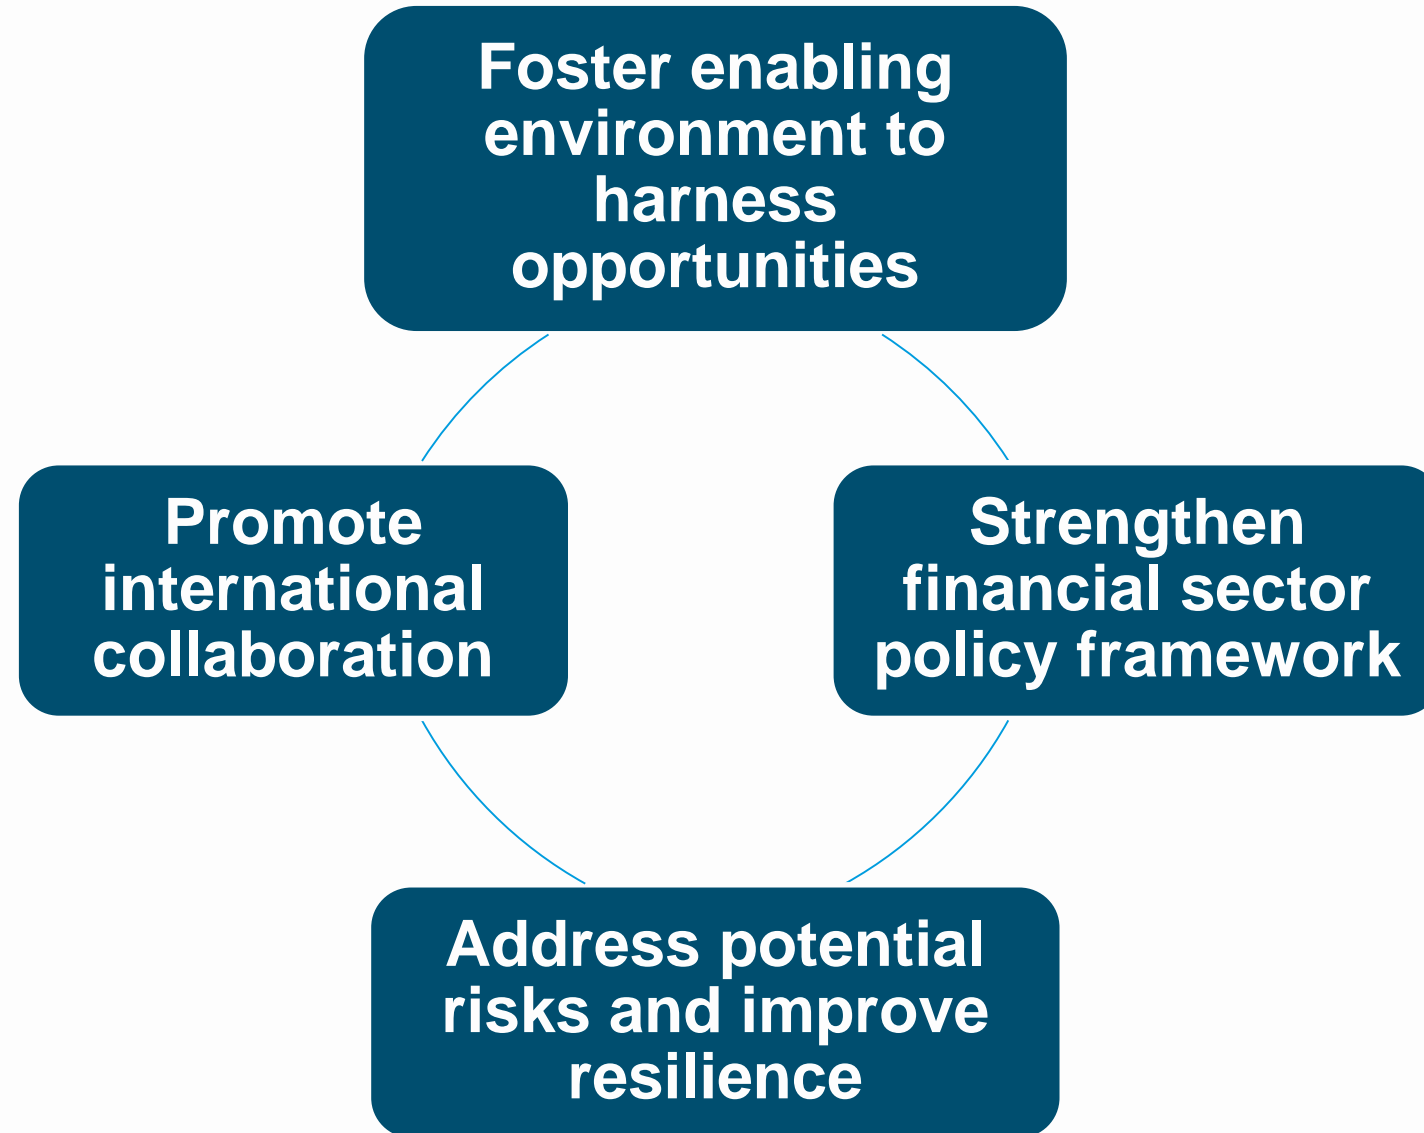 Foster enabling
environment to
harness
opportunities
Promote
international
collaboration
Strengthen
financial sector
policy framework
Address potential
risks and improve
resilience